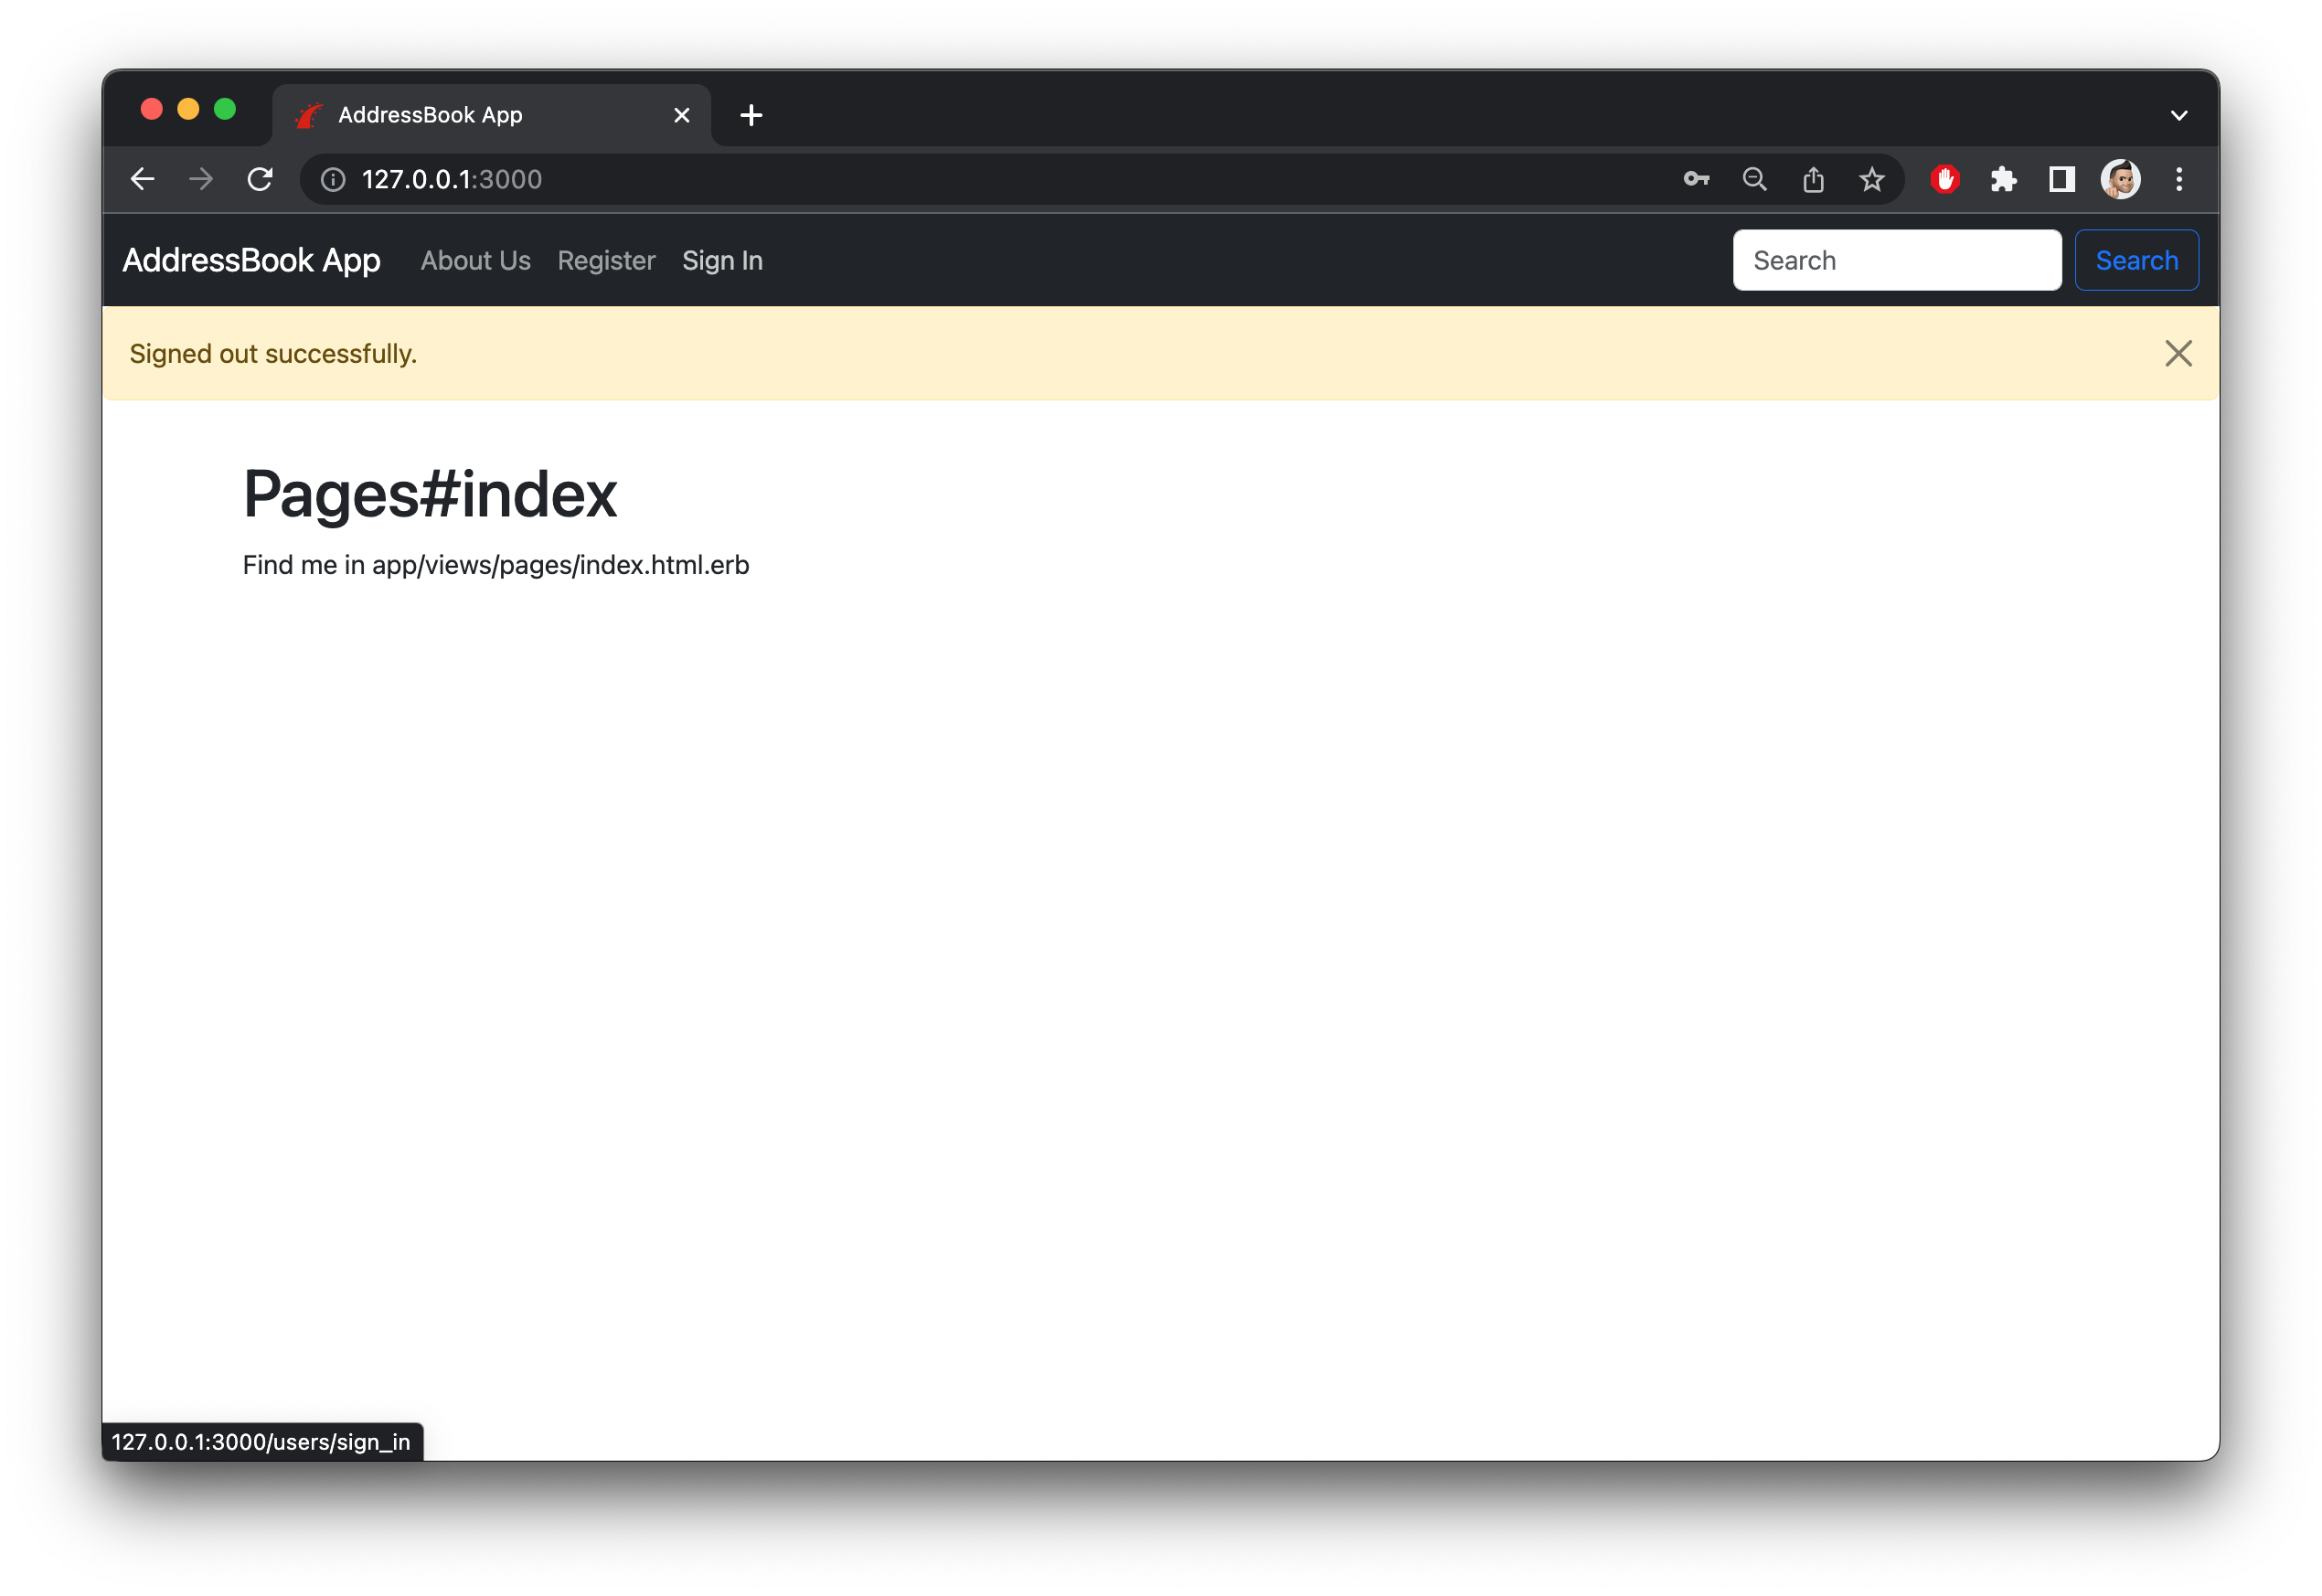 AddressBook App
127.0.0.1:3000
AddressBook App About Us Register Sign In Search Search
Signed out successfully.
Pages#index
Find me in app/views/pages/index.html.erb
127.0.0.1:3000/users/sign_in